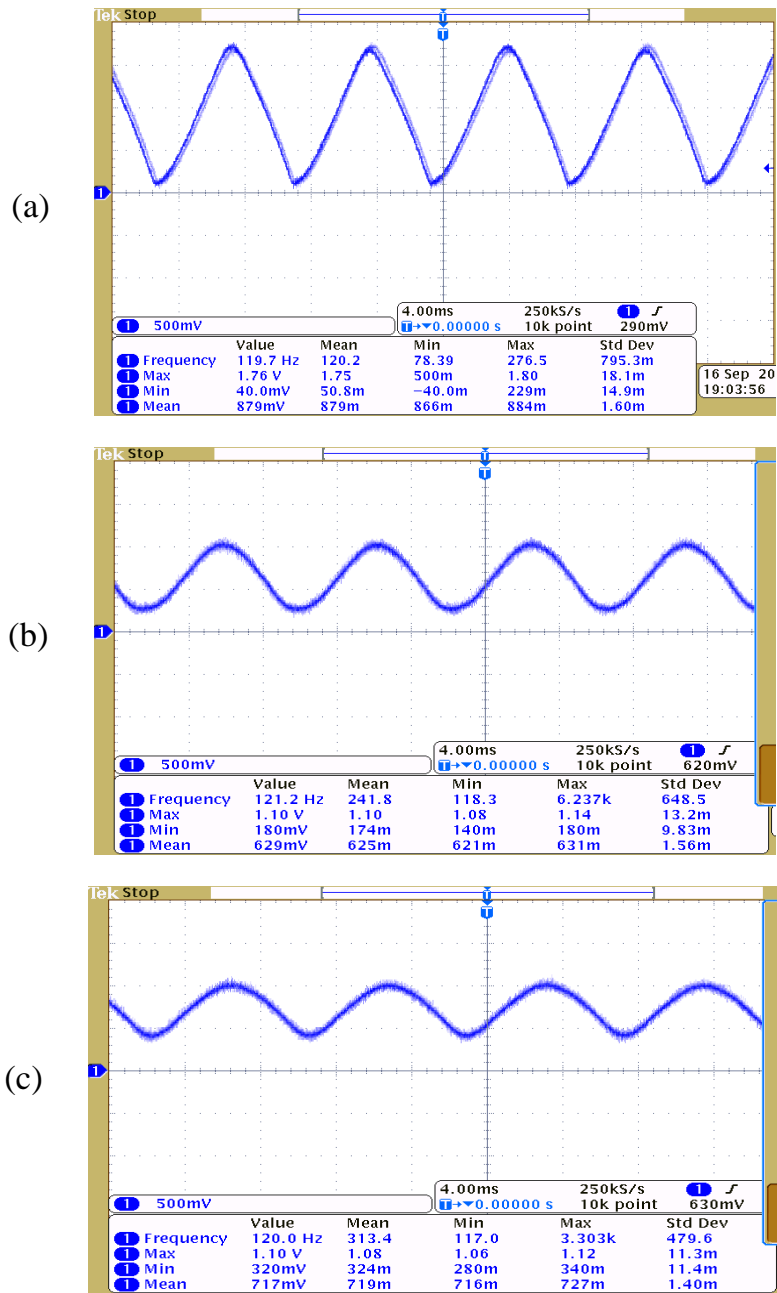 Tek Stop
T
T
1
(a)
4.00ms 250kS/s 1
1 500mV T→▼0.00000 s 10k point 290mV
Value Mean Min Max Std Dev
1 Frequency 119.7 Hz 120.2 78.39 276.5 795.3m
1 Max 1.76 V 1.75 500m 1.80 18.1m
1 Min 40.0mV 50.8m −40.0m 229m 14.9m
1 Mean 879mV 879m 866m 884m 1.60m
16 Sep 20
19:03:56
Tek Stop
T
T
1
(b)
4.00ms 250kS/s 1
1 500mV T→▼0.00000 s 10k point 620mV
Value Mean Min Max Std Dev
1 Frequency 121.2 Hz 241.8 118.3 6.237k 648.5
1 Max 1.10 V 1.10 1.08 1.14 13.2m
1 Min 180mV 174m 140m 180m 9.83m
1 Mean 629mV 625m 621m 631m 1.56m
Tek Stop
T
T
1
(c)
4.00ms 250kS/s 1
1 500mV T→▼0.00000 s 10k point 630mV
Value Mean Min Max Std Dev
1 Frequency 120.0 Hz 313.4 117.0 3.303k 479.6
1 Max 1.10 V 1.08 1.06 1.12 11.3m
1 Min 320mV 324m 280m 340m 11.4m
1 Mean 717mV 719m 716m 727m 1.40m